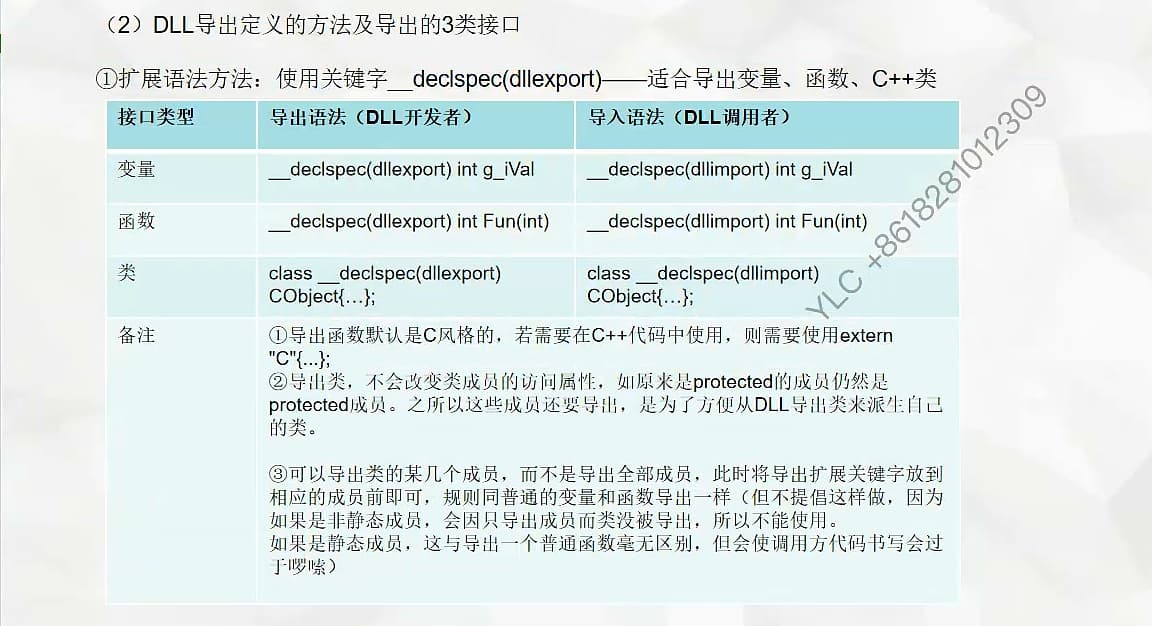 （2）DLL导出定义的方法及导出的3类接口
①扩展语法方法：使用关键字__declspec(dllexport)——适合导出变量、函数、C++类
接口类型 导出语法（DLL开发者） 导入语法（DLL调用者）
变量 __declspec(dllexport) int g_iVal __declspec(dllimport) int g_iVal
函数 __declspec(dllexport) int Fun(int) __declspec(dllimport) int Fun(int)
类 class __declspec(dllexport) class __declspec(dllimport)
CObject{…}; CObject{…};
备注 ①导出函数默认是C风格的，若需要在C++代码中使用，则需要使用extern
"C"{...};
②导出类，不会改变类成员的访问属性，如原来是protected的成员仍然是
protected成员。之所以这些成员还要导出，是为了方便从DLL导出类来派生自己
的类。
③可以导出类的某几个成员，而不是导出全部成员，此时将导出扩展关键字放到
相应的成员前即可，规则同普通的变量和函数导出一样（但不提倡这样做，因为
如果是非静态成员，会因只导出成员而类没被导出，所以不能使用。
如果是静态成员，这与导出一个普通函数毫无区别，但会使调用方代码书写会过
于啰嗦）
YLC +8618281012309